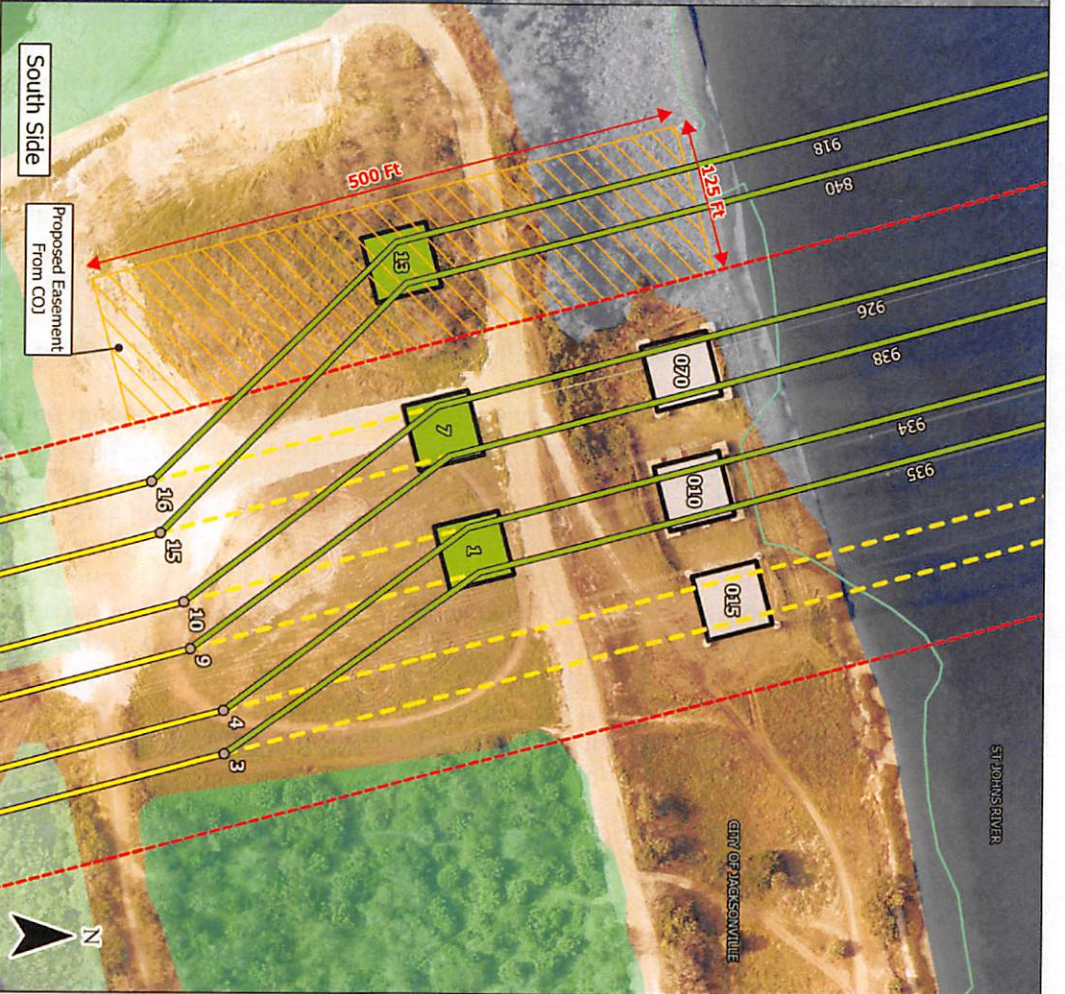 South Side
Proposed Easement
From COJ
500 Ft
125 Ft
918
840
926
938
934
935
13
7
1
070
010
015
16
15
10
9
4
3
ST JOHNS RIVER
CITY OF JACKSONVILLE
N